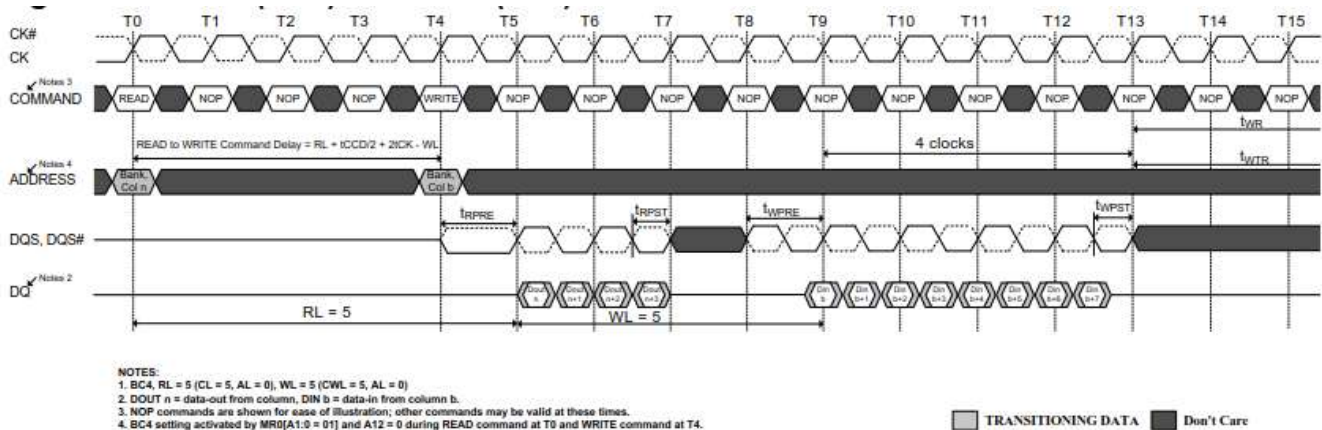 T0 T1 T2 T3 T4 T5 T6 T7 T8 T9 T10 T11 T12 T13 T14 T15
CK#
CK
Notes 3
COMMAND READ NOP NOP NOP WRITE NOP NOP NOP NOP NOP NOP NOP NOP NOP NOP NOP
tWR
READ to WRITE Command Delay = RL + tCCD/2 + 2tCK - WL
4 clocks
Notes 4
tWTR
ADDRESS Bank, Col n Bank, Col b
tRPRE tRPST tWPRE tWPST
DQS, DQS#
Notes 2
DQ Dout n Dout n+1 Dout n+2 Dout n+3 Din b Din b+1 Din b+2 Din b+3 Din b+4 Din b+5 Din b+6 Din b+7
RL = 5 WL = 5
NOTES:
1. BC4, RL = 5 (CL = 5, AL = 0), WL = 5 (CWL = 5, AL = 0)
2. DOUT n = data-out from column, DIN b = data-in from column b.
3. NOP commands are shown for ease of illustration; other commands may be valid at these times.
4. BC4 setting activated by MR0[A1:0 = 01] and A12 = 0 during READ command at T0 and WRITE command at T4.
TRANSITIONING DATA Don't Care